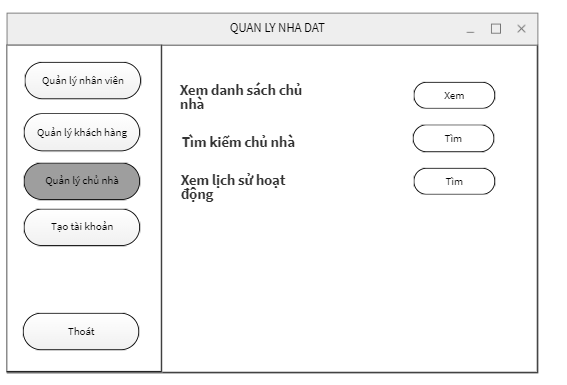 QUAN LY NHA DAT
Quản lý nhân viên
Quản lý khách hàng
Quản lý chủ nhà
Tạo tài khoản
Thoát
Xem danh sách chủ
nhà
Xem
Tìm kiếm chủ nhà
Tìm
Xem lịch sử hoạt
động
Tìm